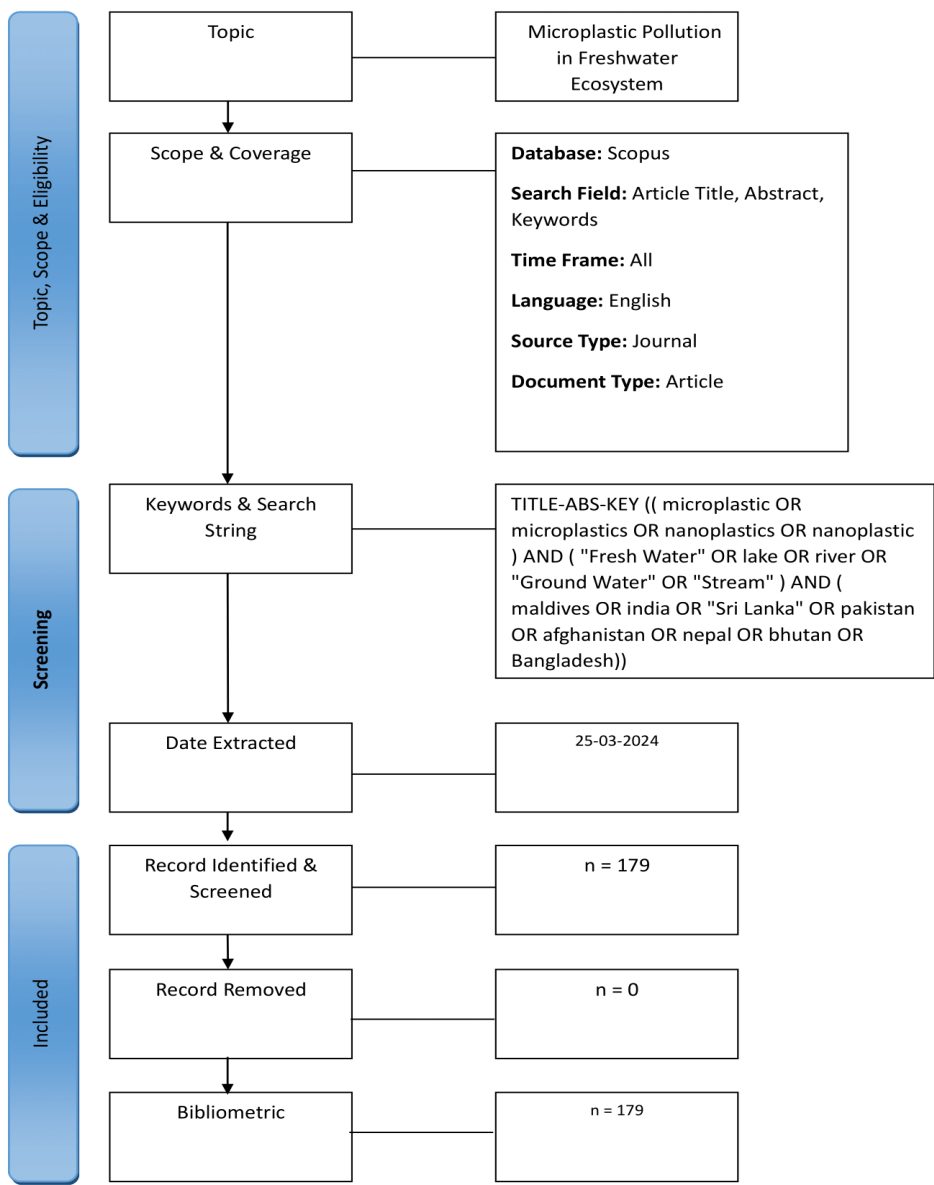 Topic, Scope & Eligibility
Topic
Microplastic Pollution
in Freshwater
Ecosystem
Scope & Coverage
Database: Scopus
Search Field: Article Title, Abstract,
Keywords
Time Frame: All
Language: English
Source Type: Journal
Document Type: Article
Screening
Keywords & Search
String
TITLE-ABS-KEY (( microplastic OR
microplastics OR nanoplastics OR nanoplastic
) AND ( "Fresh Water" OR lake OR river OR
"Ground Water" OR "Stream" ) AND (
maldives OR india OR "Sri Lanka" OR pakistan
OR afghanistan OR nepal OR bhutan OR
Bangladesh))
Date Extracted
25-03-2024
Included
Record Identified &
Screened
n = 179
Record Removed
n = 0
Bibliometric
n = 179